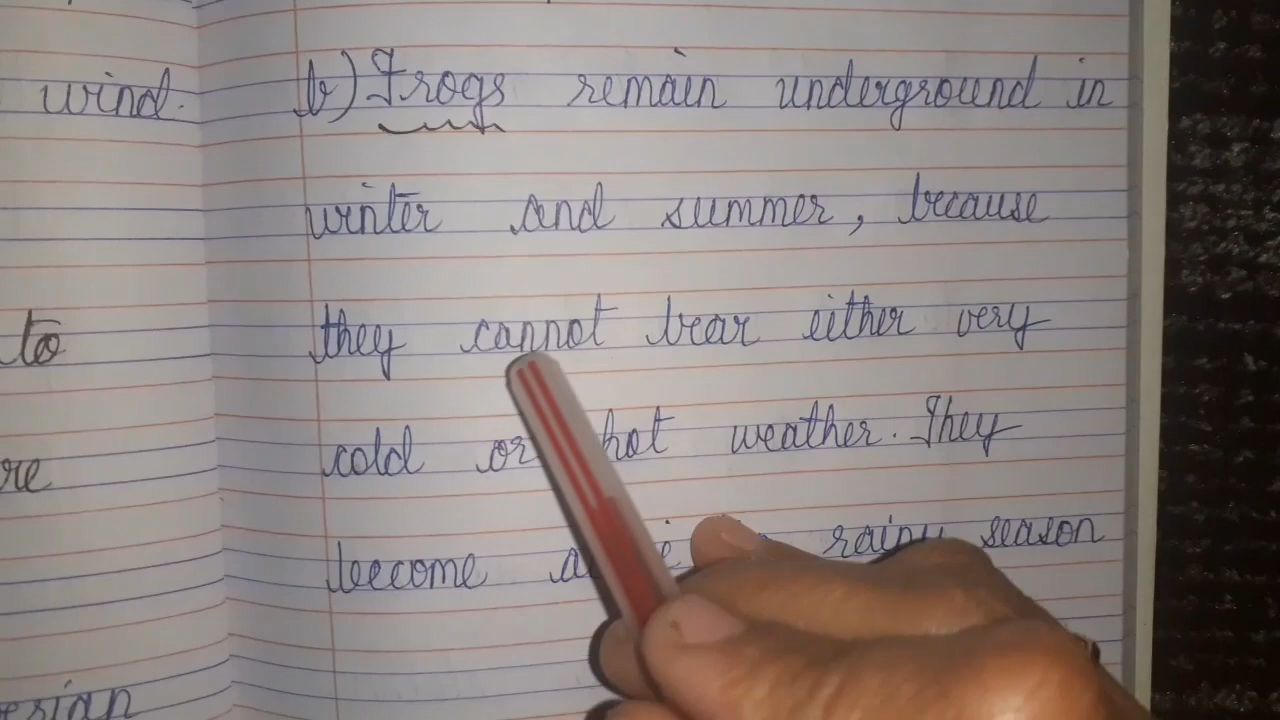 wind.
to
re
b) Frogs remain underground in
winter and summer, because
they cannot bear either very
cold or hot weather. They
become rainy season